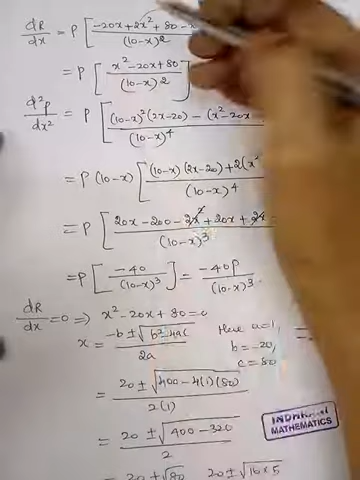 dR/dx = P [ -20x + 2x² + 80 - x
(10-x)²
= P [ x² - 20x + 80 / (10-x)² ]
d²P/dx² = P [ (10-x)²(2x-20) - (x²-20x
(10-x)⁴
= P (10-x) [ (10-x)(2x-20) + 2(x²
(10-x)⁴
= P [ 20x - 200 - 2x² + 20x + 2x
(10-x)³
= P [ -40 / (10-x)³ ] = -40P / (10-x)³
dR/dx = 0 ⇒ x² - 20x + 80 = 0
x = -b ± √b² - 4ac / 2a Here a=1,
b = -20,
c = 80
= 20 ± √400 - 4(1)(80) / 2(1)
= 20 ± √400 - 320 / 2
MATHEMATICS
= 20 ± √80 20 ± √16×5